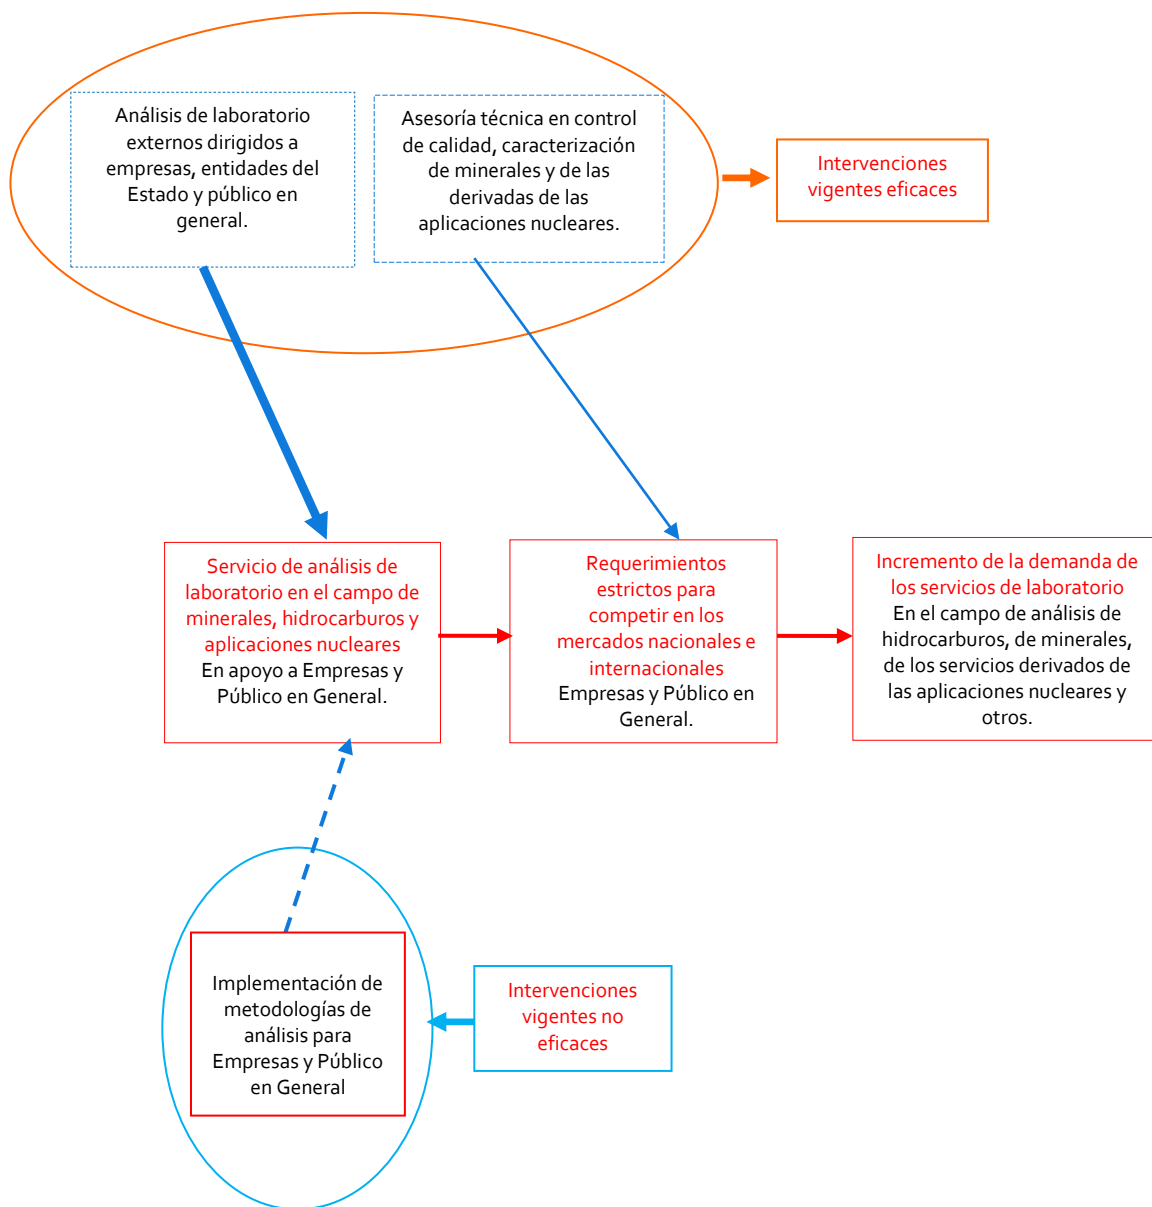 Análisis de laboratorio
externos dirigidos a
empresas, entidades del
Estado y público en
general.
Asesoría técnica en control
de calidad, caracterización
de minerales y de las
derivadas de las
aplicaciones nucleares.
Intervenciones
vigentes eficaces
Servicio de análisis de
laboratorio en el campo de
minerales, hidrocarburos y
aplicaciones nucleares
En apoyo a Empresas y
Público en General.
Requerimientos
estrictos para
competir en los
mercados nacionales e
internacionales
Empresas y Público en
General.
Incremento de la demanda de
los servicios de laboratorio
En el campo de análisis de
hidrocarburos, de minerales,
de los servicios derivados de
las aplicaciones nucleares y
otros.
Implementación de
metodologías de
análisis para
Empresas y Público
en General
Intervenciones
vigentes no
eficaces